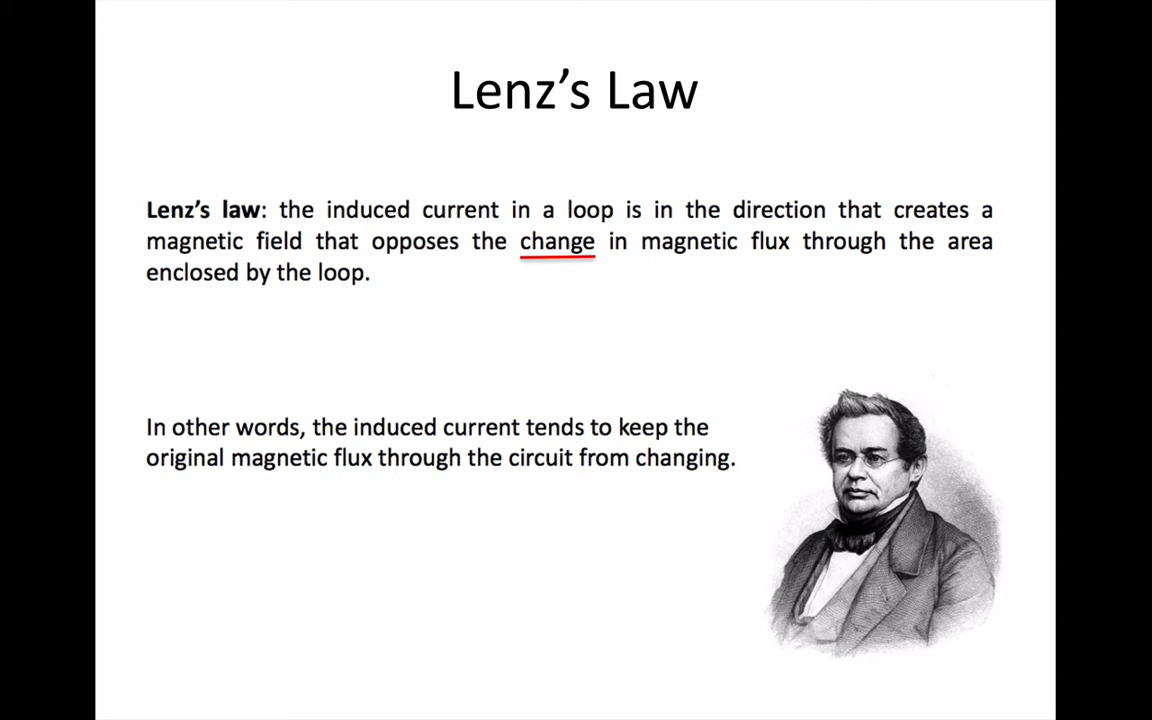 Lenz’s Law
Lenz’s law: the induced current in a loop is in the direction that creates a
magnetic field that opposes the change in magnetic flux through the area
enclosed by the loop.
In other words, the induced current tends to keep the
original magnetic flux through the circuit from changing.